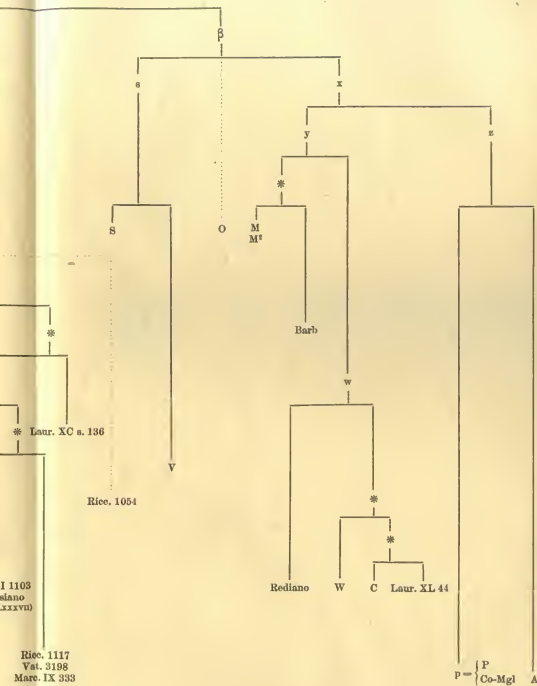 β
s x
y z
*
S O M
M²
*
Barb
w
* Laur. XC s. 136
V
Ricc. 1054
*
*
I 1103
siano
LXXXVII)
Rediano W C Laur. XL 44
Ricc. 1117
Vat. 3198
Marc. IX 333
p = { P
Co-Mgl
A